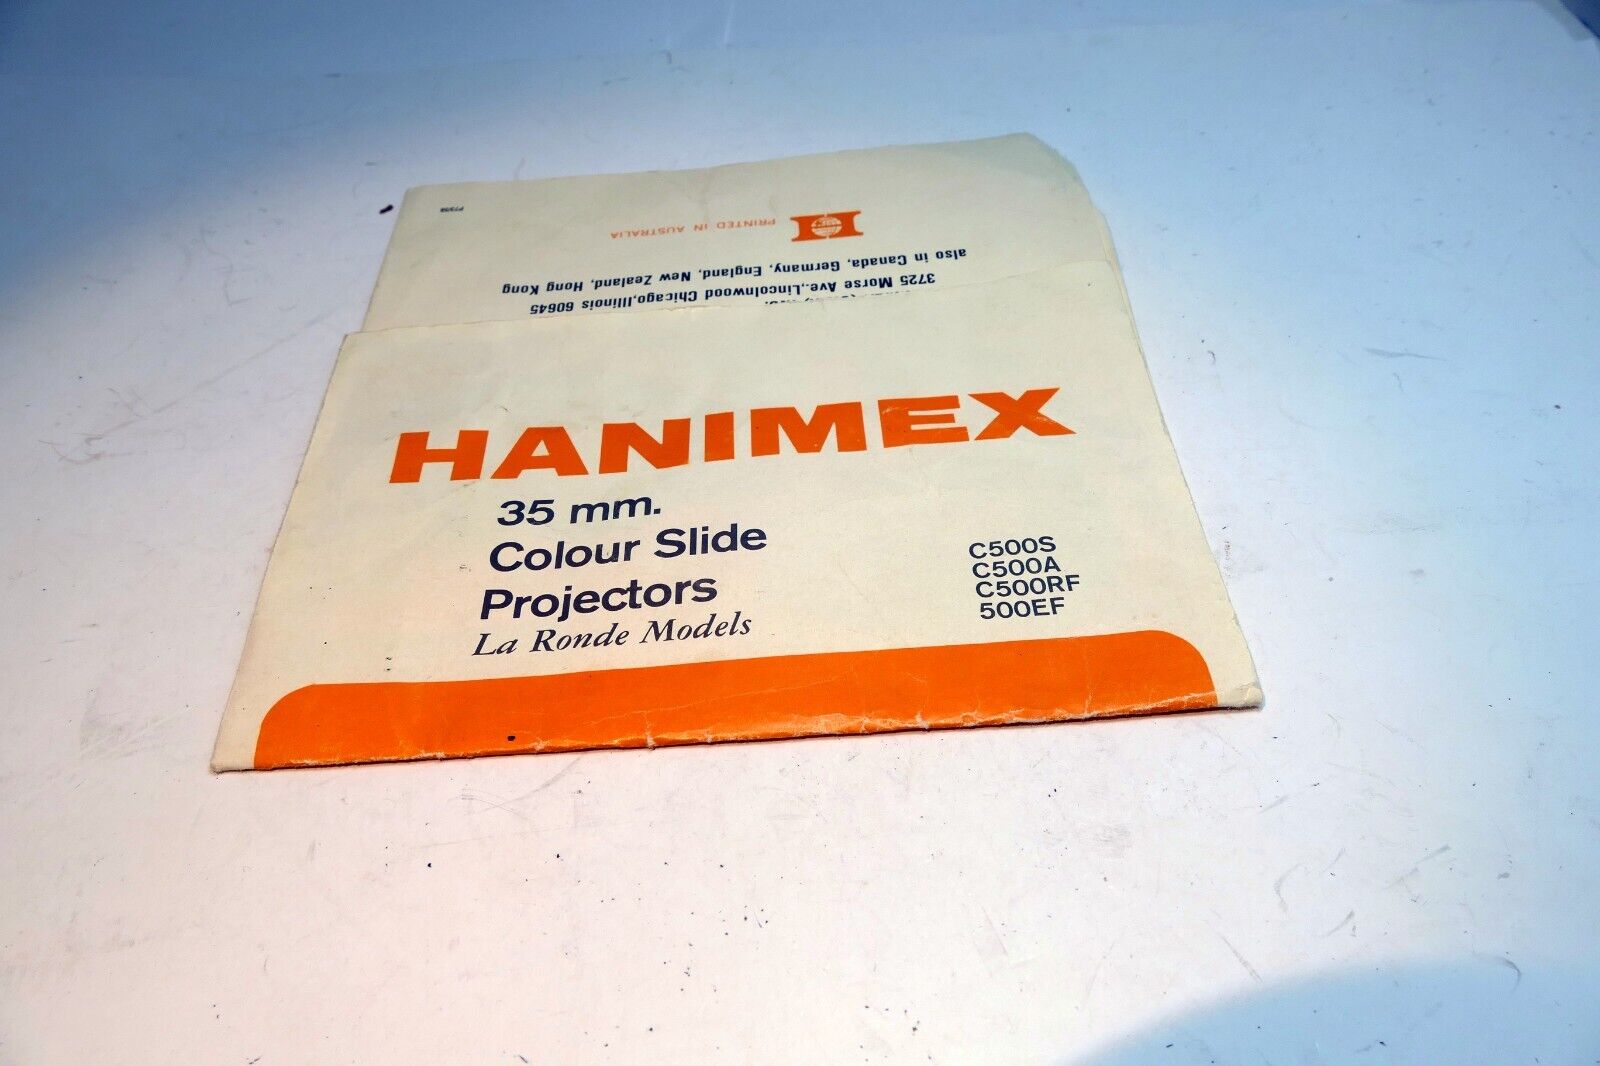 HANIMEX
35 mm.
Colour Slide
Projectors
La Ronde Models
C500S
C500A
C500RF
500EF
3725 Morse Ave.,Lincolnwood Chicago,Illinois 60645
also in Canada, Germany, England, New Zealand, Hong Kong
PRINTED IN AUSTRALIA